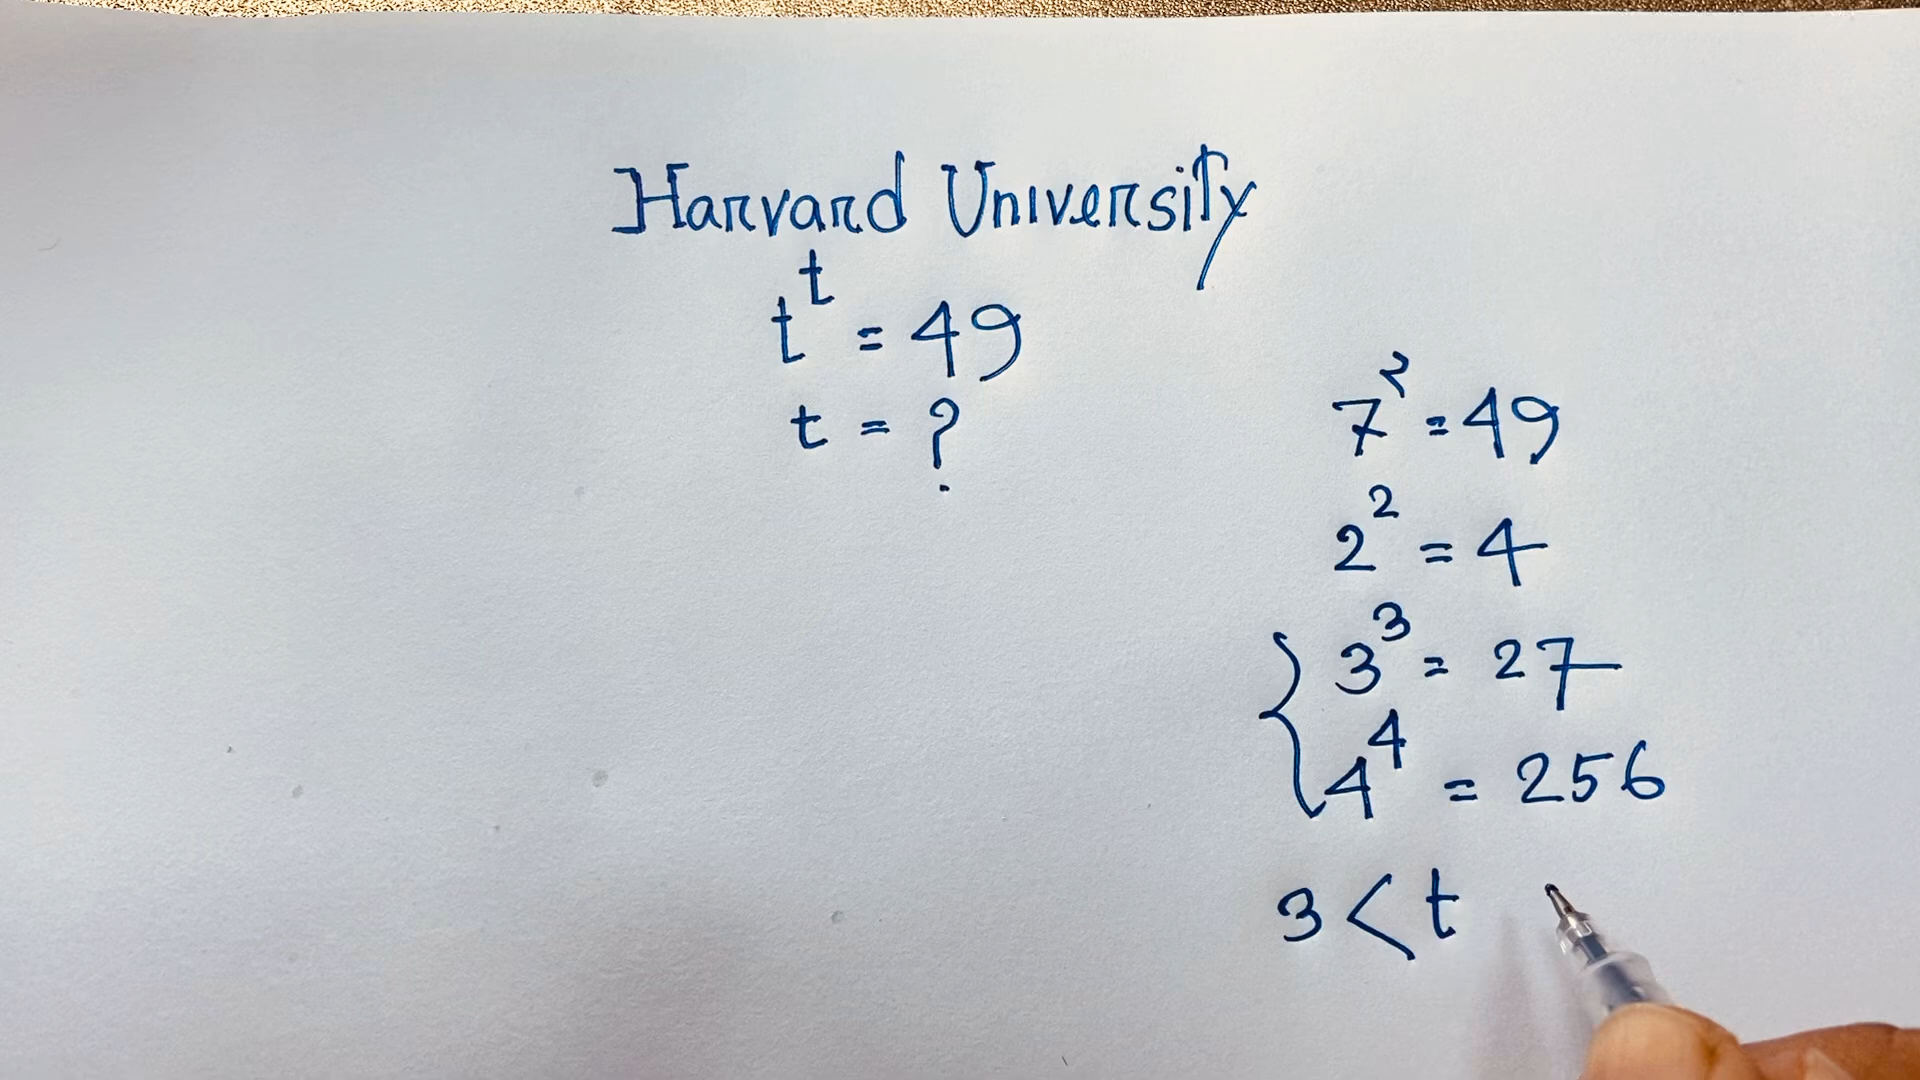 Harvard University
t^t = 49
t = ?
7^2 = 49
2^2 = 4
3^3 = 27
4^4 = 256
3 < t